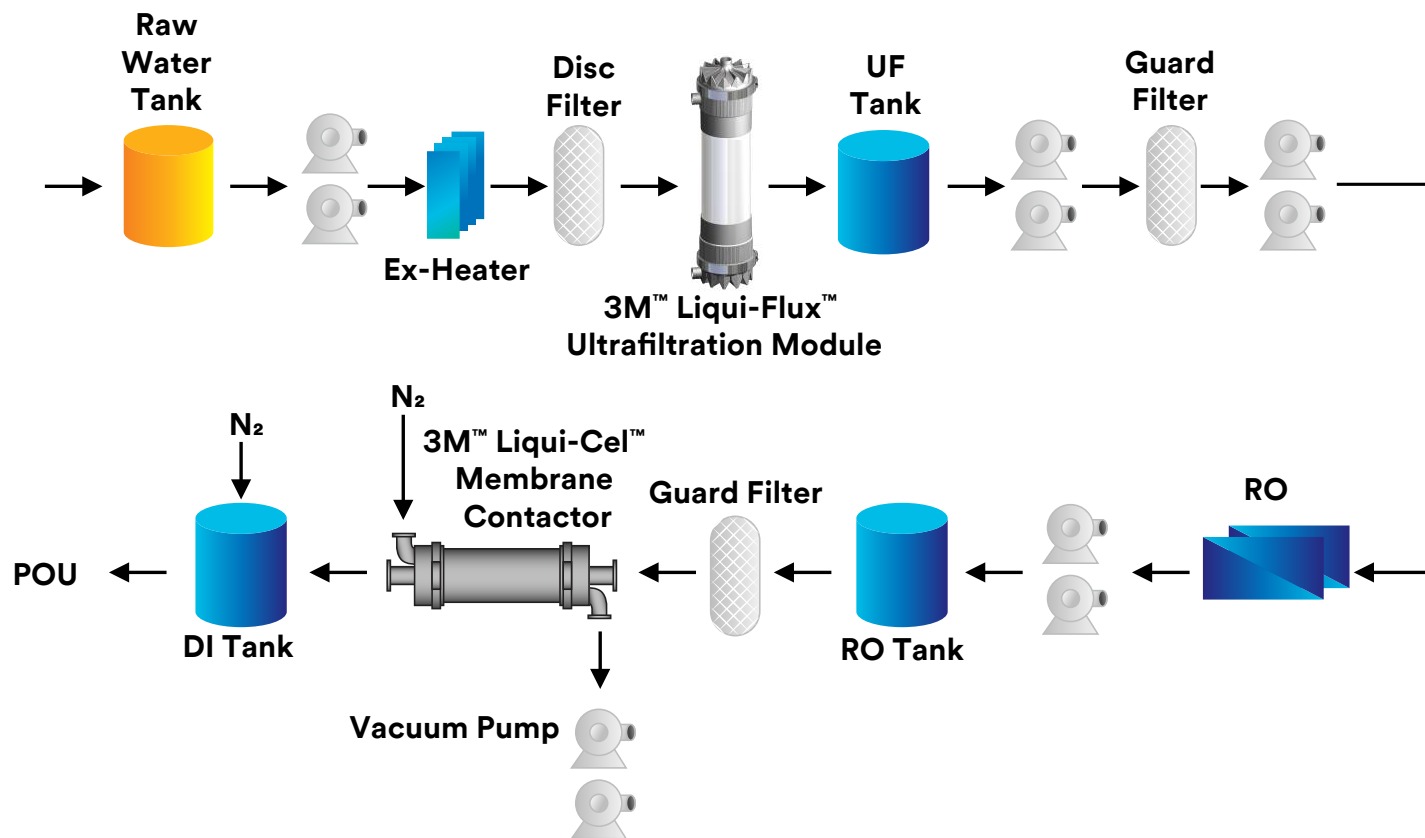 Raw
Water
Tank
Disc
Filter
UF
Tank
Guard
Filter
Ex-Heater
3M™ Liqui-Flux™
Ultrafiltration Module
N₂
N₂
3M™ Liqui-Cel™
Membrane
Contactor
Guard Filter
RO
POU
DI Tank
RO Tank
Vacuum Pump